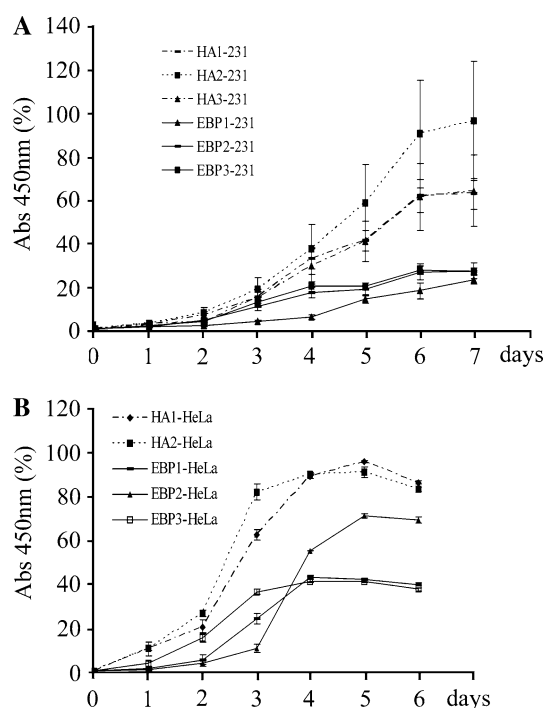 A
Abs 450nm (%)
140
120
100
80
60
40
20
0
HA1-231
HA2-231
HA3-231
EBP1-231
EBP2-231
EBP3-231
0 1 2 3 4 5 6 7 days
B
Abs 450nm (%)
120
100
80
60
40
20
0
HA1-HeLa
HA2-HeLa
EBP1-HeLa
EBP2-HeLa
EBP3-HeLa
0 1 2 3 4 5 6 days